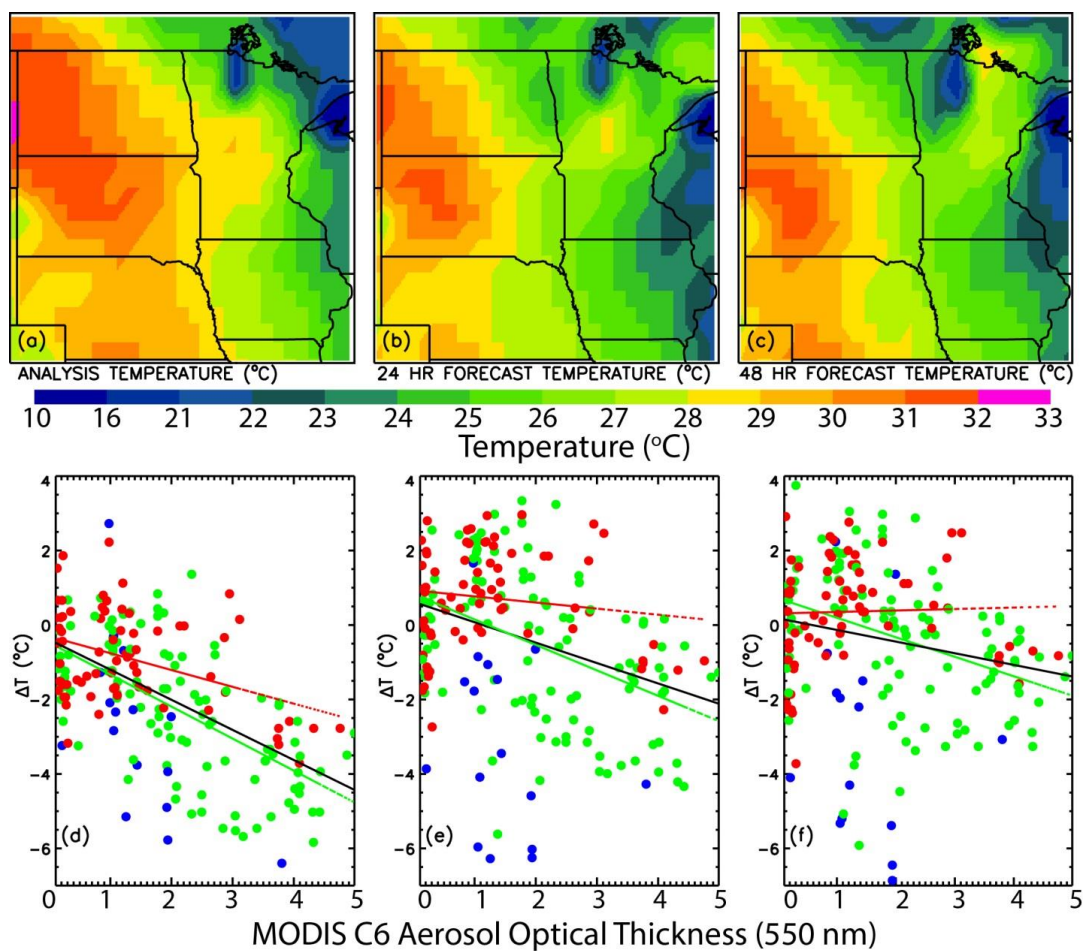 (a) (b) (c)
ANALYSIS TEMPERATURE (°C) 24 HR FORECAST TEMPERATURE (°C) 48 HR FORECAST TEMPERATURE (°C)
10 16 21 22 23 24 25 26 27 28 29 30 31 32 33
Temperature (°C)
4 4 4
2 2 2
0 0 0
-2 -2 -2
-4 -4 -4
-6 -6 -6
ΔT (°C) ΔT (°C) ΔT (°C)
(d) (e) (f)
0 1 2 3 4 5 0 1 2 3 4 5 0 1 2 3 4 5
MODIS C6 Aerosol Optical Thickness (550 nm)